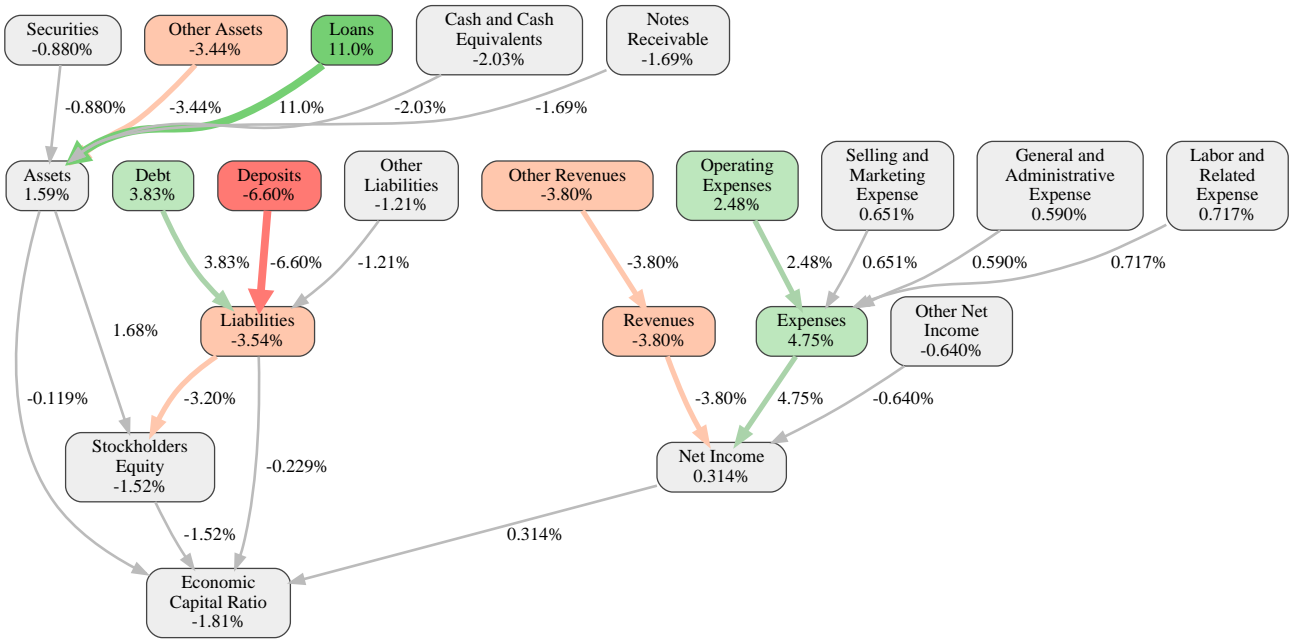 Securities
-0.880%
Other Assets
-3.44%
Loans
11.0%
Cash and Cash
Equivalents
-2.03%
Notes
Receivable
-1.69%
-0.880%
-3.44%
11.0%
-2.03%
-1.69%
Assets
1.59%
Debt
3.83%
Deposits
-6.60%
Other
Liabilities
-1.21%
Other Revenues
-3.80%
Operating
Expenses
2.48%
Selling and
Marketing
Expense
0.651%
General and
Administrative
Expense
0.590%
Labor and
Related
Expense
0.717%
3.83%
-6.60%
-1.21%
-3.80%
2.48%
0.651%
0.590%
0.717%
1.68%
Liabilities
-3.54%
Revenues
-3.80%
Expenses
4.75%
Other Net
Income
-0.640%
-0.119%
-3.20%
-3.80%
4.75%
-0.640%
Stockholders
Equity
-1.52%
-0.229%
Net Income
0.314%
-1.52%
0.314%
Economic
Capital Ratio
-1.81%